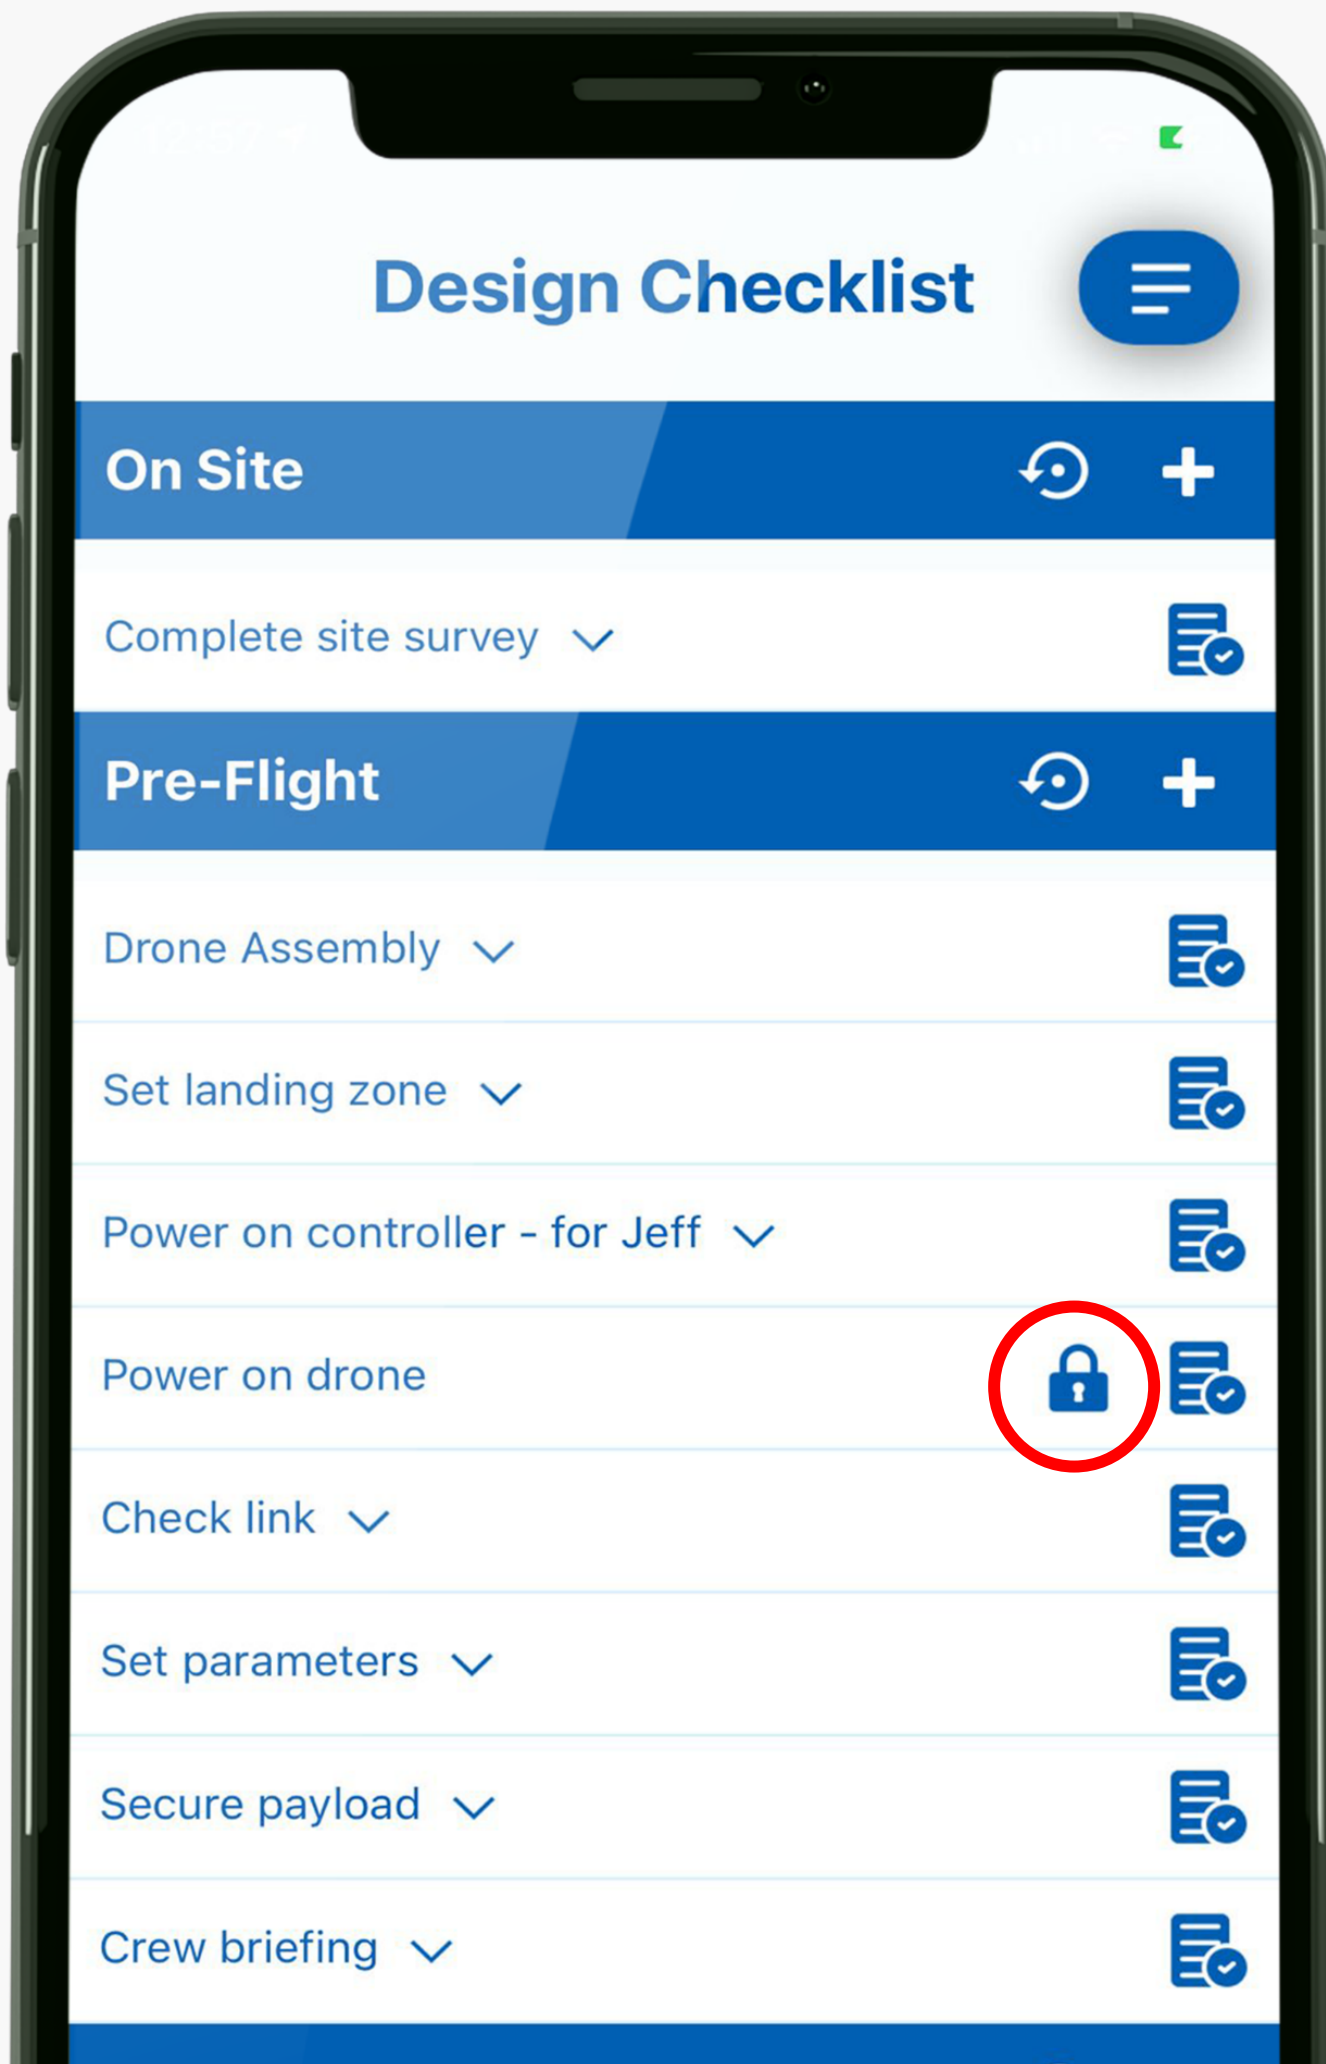 Design Checklist
On Site
Complete site survey
Pre-Flight
Drone Assembly
Set landing zone
Power on controller - for Jeff
Power on drone
Check link
Set parameters
Secure payload
Crew briefing